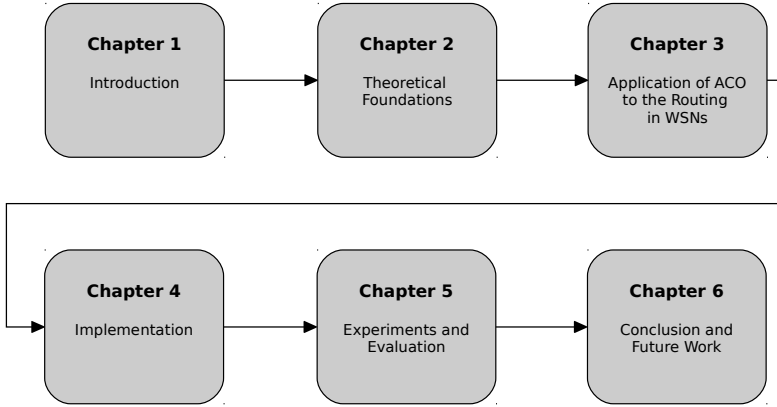 Chapter 1
Introduction
Chapter 2
Theoretical
Foundations
Chapter 3
Application of ACO
to the Routing
in WSNs
Chapter 4
Implementation
Chapter 5
Experiments and
Evaluation
Chapter 6
Conclusion and
Future Work